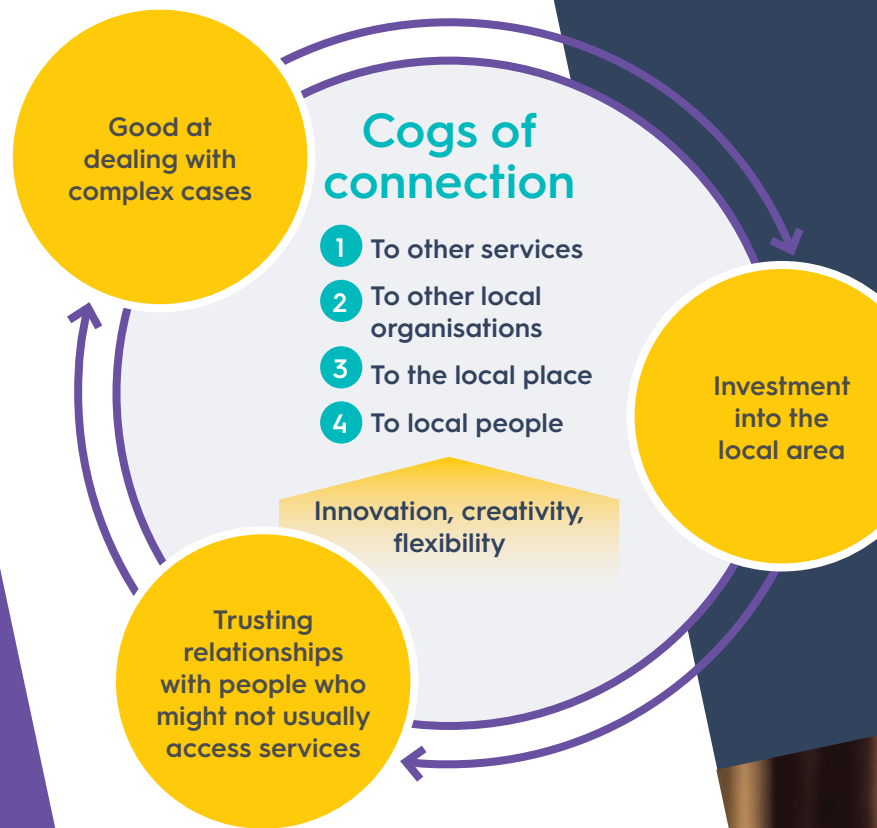 Good at
dealing with
complex cases
Cogs of
connection
1 To other services
2 To other local
organisations
3 To the local place
4 To local people
Innovation, creativity,
flexibility
Investment
into the
local area
Trusting
relationships
with people who
might not usually
access services